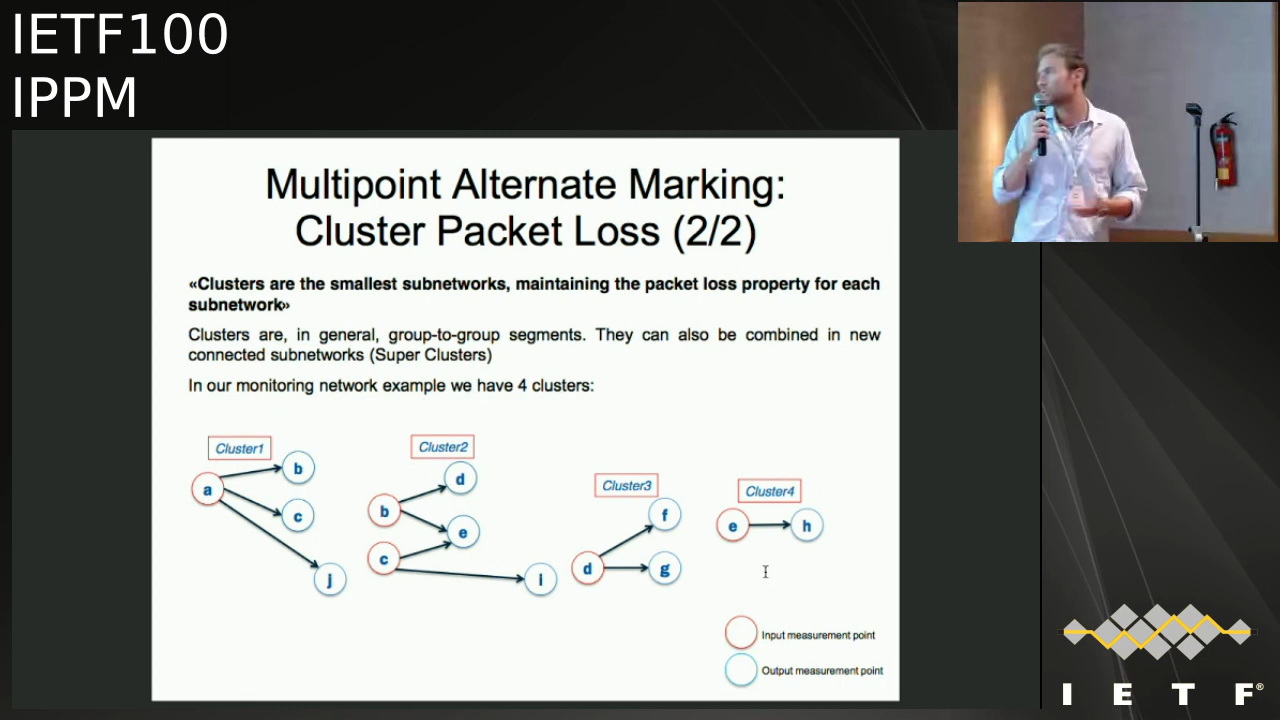 IETF100
IPPM
Multipoint Alternate Marking:
Cluster Packet Loss (2/2)
«Clusters are the smallest subnetworks, maintaining the packet loss property for each
subnetwork»
Clusters are, in general, group-to-group segments. They can also be combined in new
connected subnetworks (Super Clusters)
In our monitoring network example we have 4 clusters:
Cluster1
a
b
c
j
Cluster2
b
c
d
e
i
Cluster3
d
f
g
Cluster4
e
h
Input measurement point
Output measurement point
I E T F®